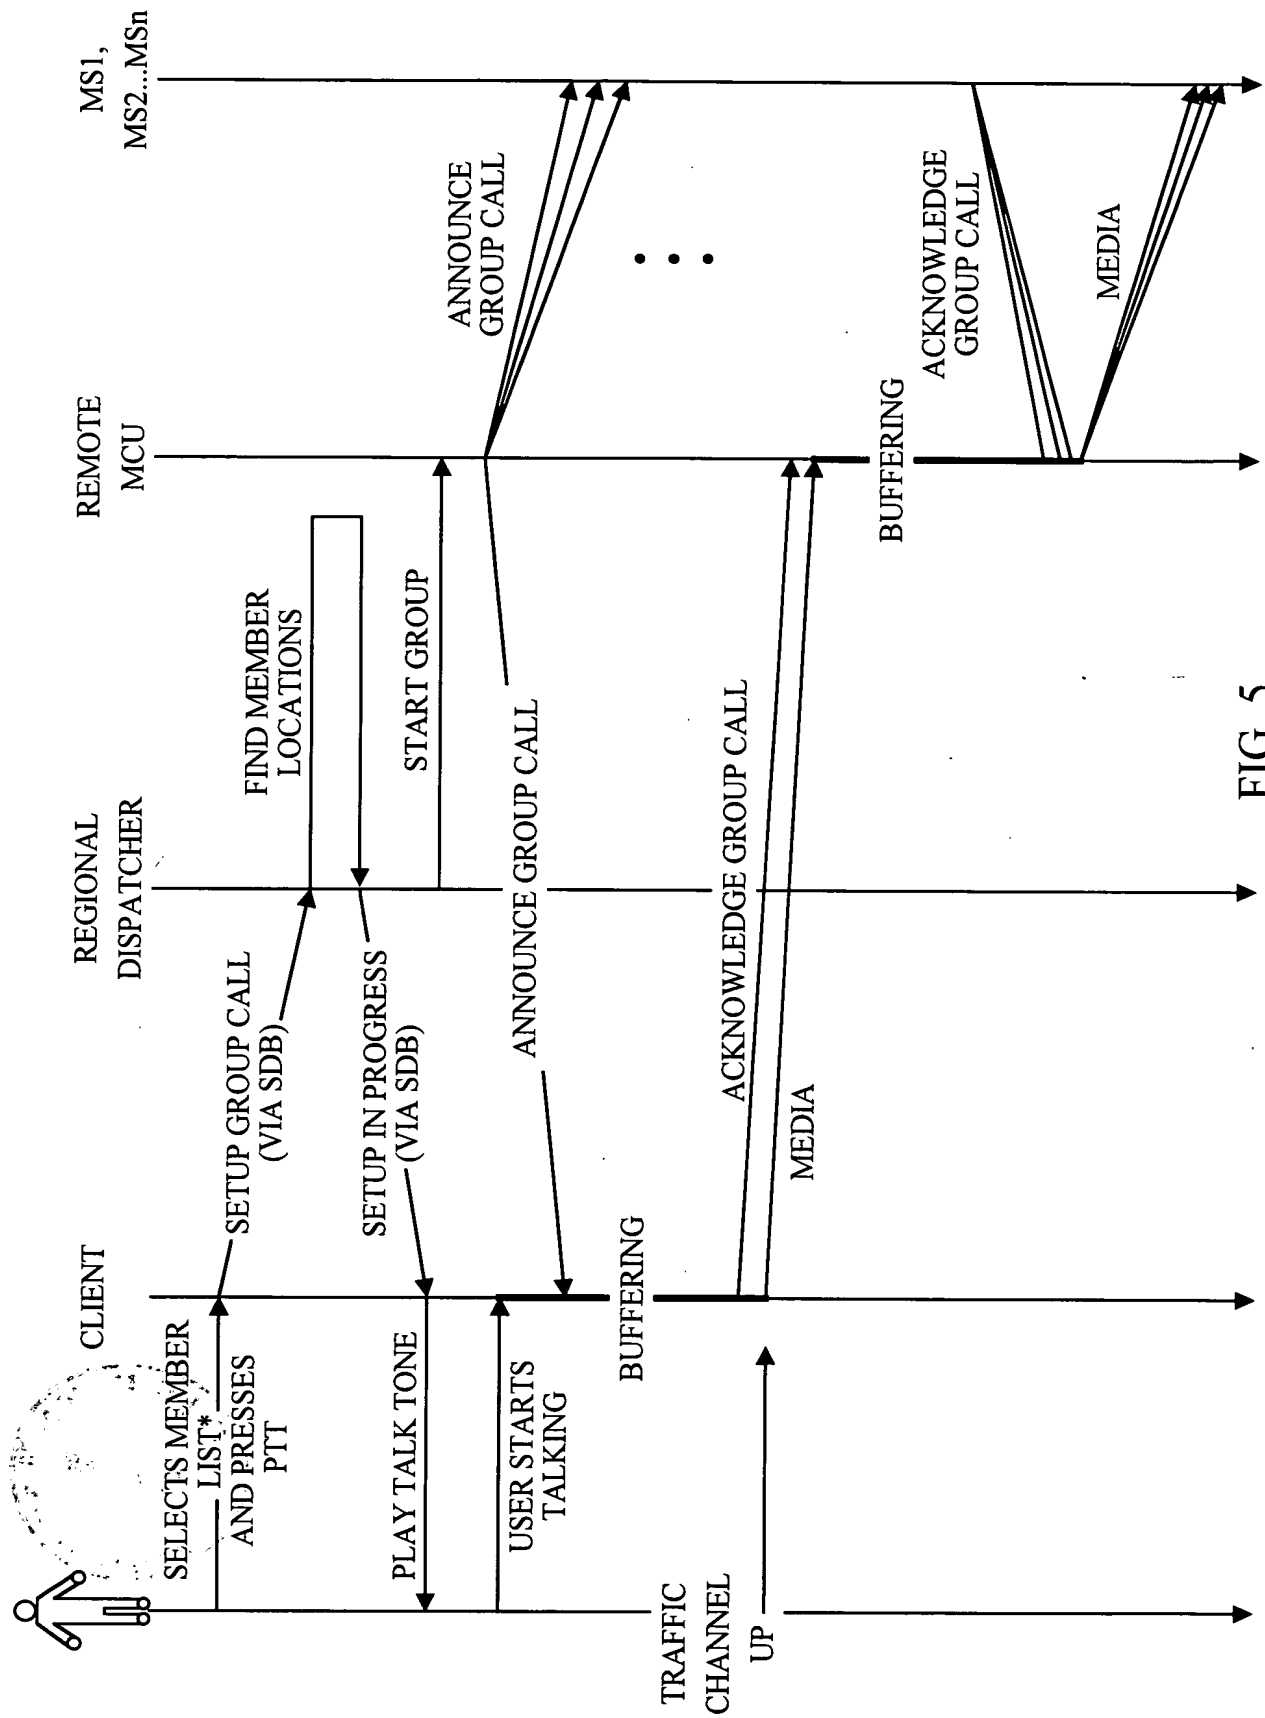 CLIENT
REGIONAL
DISPATCHER
REMOTE
MCU
MS1,
MS2...MSn
SELECTS MEMBER
LIST*
AND PRESSES
PTT
SETUP GROUP CALL
(VIA SDB)
FIND MEMBER
LOCATIONS
SETUP IN PROGRESS
(VIA SDB)
PLAY TALK TONE
START GROUP
ANNOUNCE
GROUP CALL
USER STARTS
TALKING
ANNOUNCE GROUP CALL
BUFFERING
TRAFFIC
CHANNEL
UP
ACKNOWLEDGE GROUP CALL
MEDIA
BUFFERING
ACKNOWLEDGE
GROUP CALL
MEDIA
FIG. 5